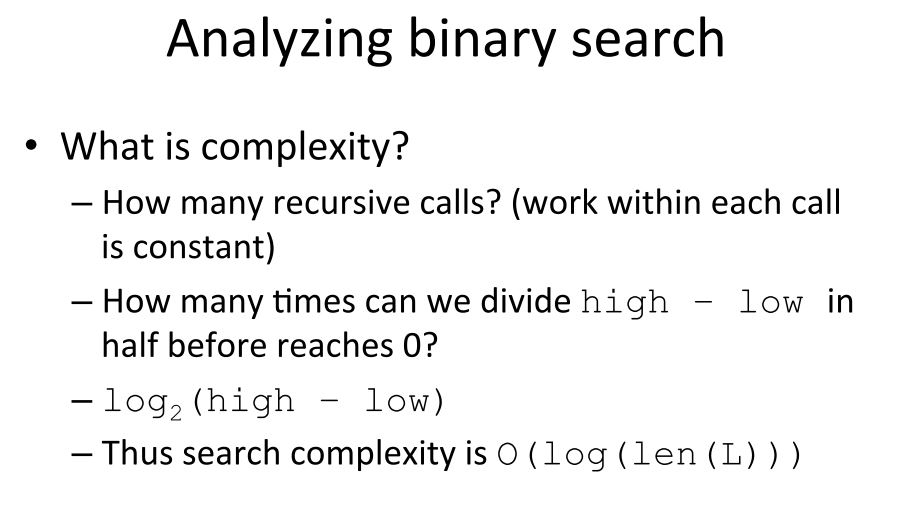 Analyzing binary search
• What is complexity?
– How many recursive calls? (work within each call
is constant)
– How many times can we divide high – low in
half before reaches 0?
– log₂(high – low)
– Thus search complexity is O(log(len(L)))